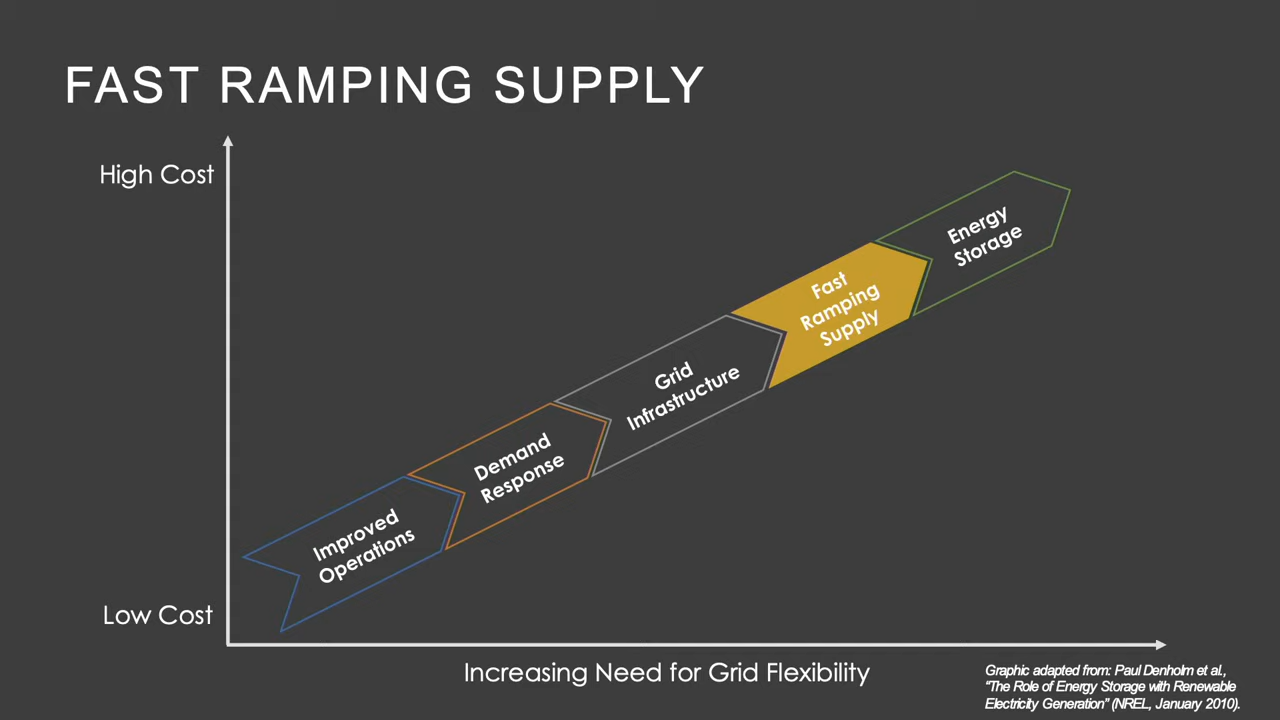 FAST RAMPING SUPPLY
High Cost
Energy
Storage
Fast
Ramping
Supply
Grid
Infrastructure
Demand
Response
Improved
Operations
Low Cost
Increasing Need for Grid Flexibility
Graphic adapted from: Paul Denholm et al.,
“The Role of Energy Storage with Renewable
Electricity Generation” (NREL, January 2010).